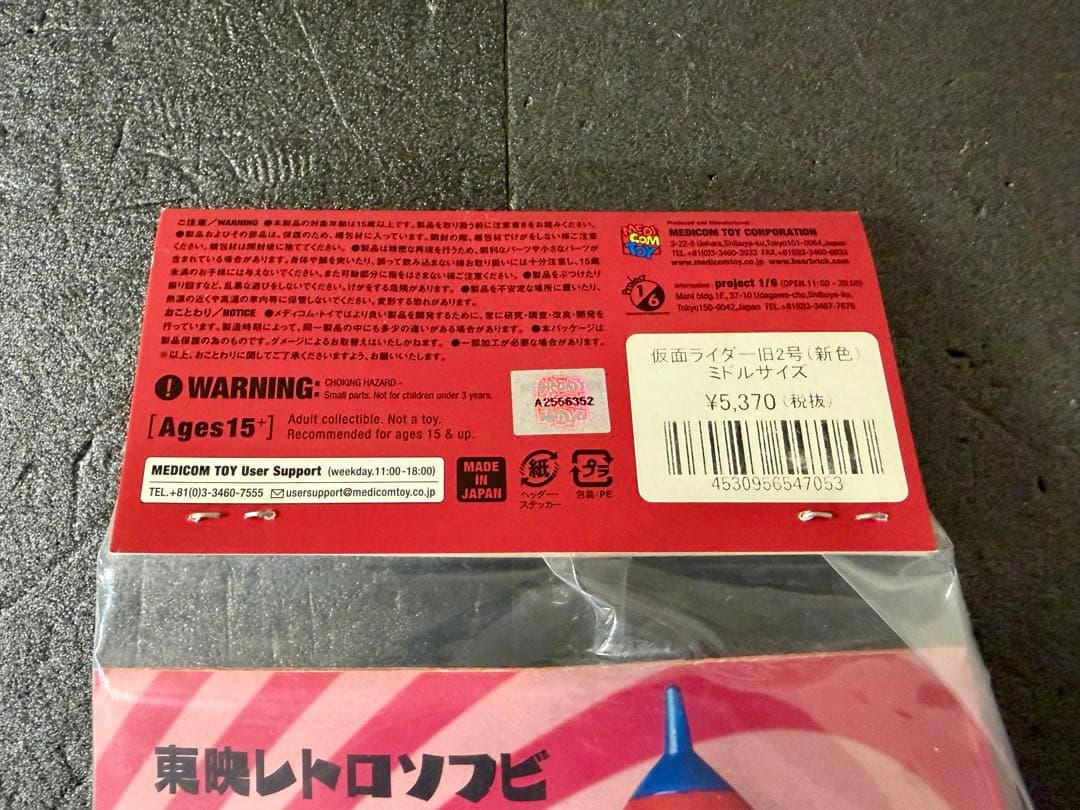 ご注意/WARNING ●本製品の対象年齢は15歳以上です。製品を取り扱う前に注意書きをお読みください。
●製品およびその部品は、保護のため、梱包材に入っています。開封の際、梱包材でけがをしない様ご注意
ください。梱包材は開封後に捨ててください。 ●製品は精密な再現を行うため、鋭利なパーツや小さなパーツが
含まれている場合があります。身体や顔を突いたり、誤って飲み込まない様お取り扱いには十分注意し、15歳
未満のお子様には与えないでください。また可動部分に指をはさまない様ご注意ください。 ●製品をぶつけたり
振り回すなど、乱暴な遊びをしないでください。けがをする危険があります。 ●製品を不安定な場所に置いたり、
熱源の近くや高温の車内等に保管しないでください。変形する恐れがあります。
おことわり/NOTICE ●メディコム・トイではより良い製品を開発するために、常に研究・調査・改良・開発を
行っています。製造時期によって、同一製品の中にも多少の違いがある場合があります。 ●本パッケージは
製品保護の為のものです。ダメージによるお取替えはいたしかねます。 ●一部加工が必要な場合があります。
※以上、おことわりに関してご了承くださいますよう、お願いいたします。
WARNING: CHOKING HAZARD -
Small parts. Not for children under 3 years.
[Ages15+] Adult collectible. Not a toy.
Recommended for ages 15 & up.
MEDICOM TOY User Support (weekday.11:00-18:00)
TEL.+81(0)3-3460-7555 usersupport@medicomtoy.co.jp
MADE
IN
JAPAN
A2556352
紙
ヘッダー・
ステッカー
プラ
包装:PE
MEDI
COM
TOY
Produced and Manufactured
MEDICOM TOY CORPORATION
3-22-5 Uehara,Shibuya-ku,Tokyo151-0064,Japan
TEL.+81(0)3-3460-3933 FAX.+81(0)3-3460-6833
www.medicomtoy.co.jp www.bearbrick.com
Project
1/6
Information project 1/6 (OPEN.11:00 - 20:00)
Mani bldg.1F,37-10 Udagawa-cho,Shibuya-ku,
Tokyo150-0042,Japan TEL.+81(0)3-3467-7676
仮面ライダー旧2号(新色)
ミドルサイズ
¥5,370(税抜)
4530956547053
東映レトロソフビ